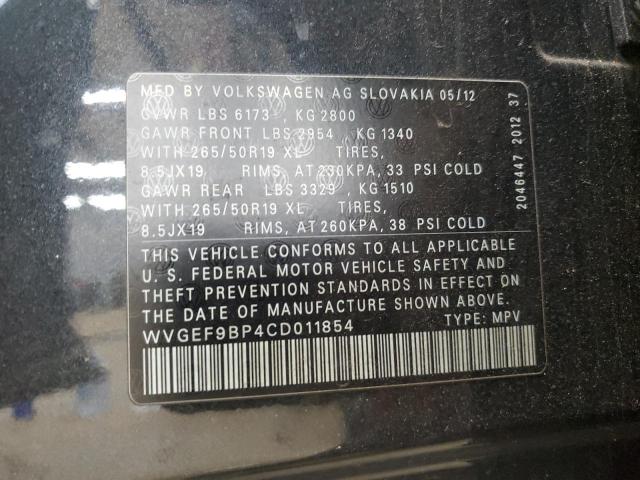 MFD BY VOLKSWAGEN AG SLOVAKIA 05/12
GVWR LBS 6173 , KG 2800
GAWR FRONT LBS 2954 , KG 1340
WITH 265/50R19 XL TIRES,
8.5JX19 RIMS, AT 230KPA, 33 PSI COLD
GAWR REAR LBS 3329 , KG 1510
WITH 265/50R19 XL TIRES,
8.5JX19 RIMS, AT 260KPA, 38 PSI COLD
THIS VEHICLE CONFORMS TO ALL APPLICABLE
U. S. FEDERAL MOTOR VEHICLE SAFETY AND
THEFT PREVENTION STANDARDS IN EFFECT ON
THE DATE OF MANUFACTURE SHOWN ABOVE.
WVGEF9BP4CD011854 TYPE: MPV
2046447 2012 37